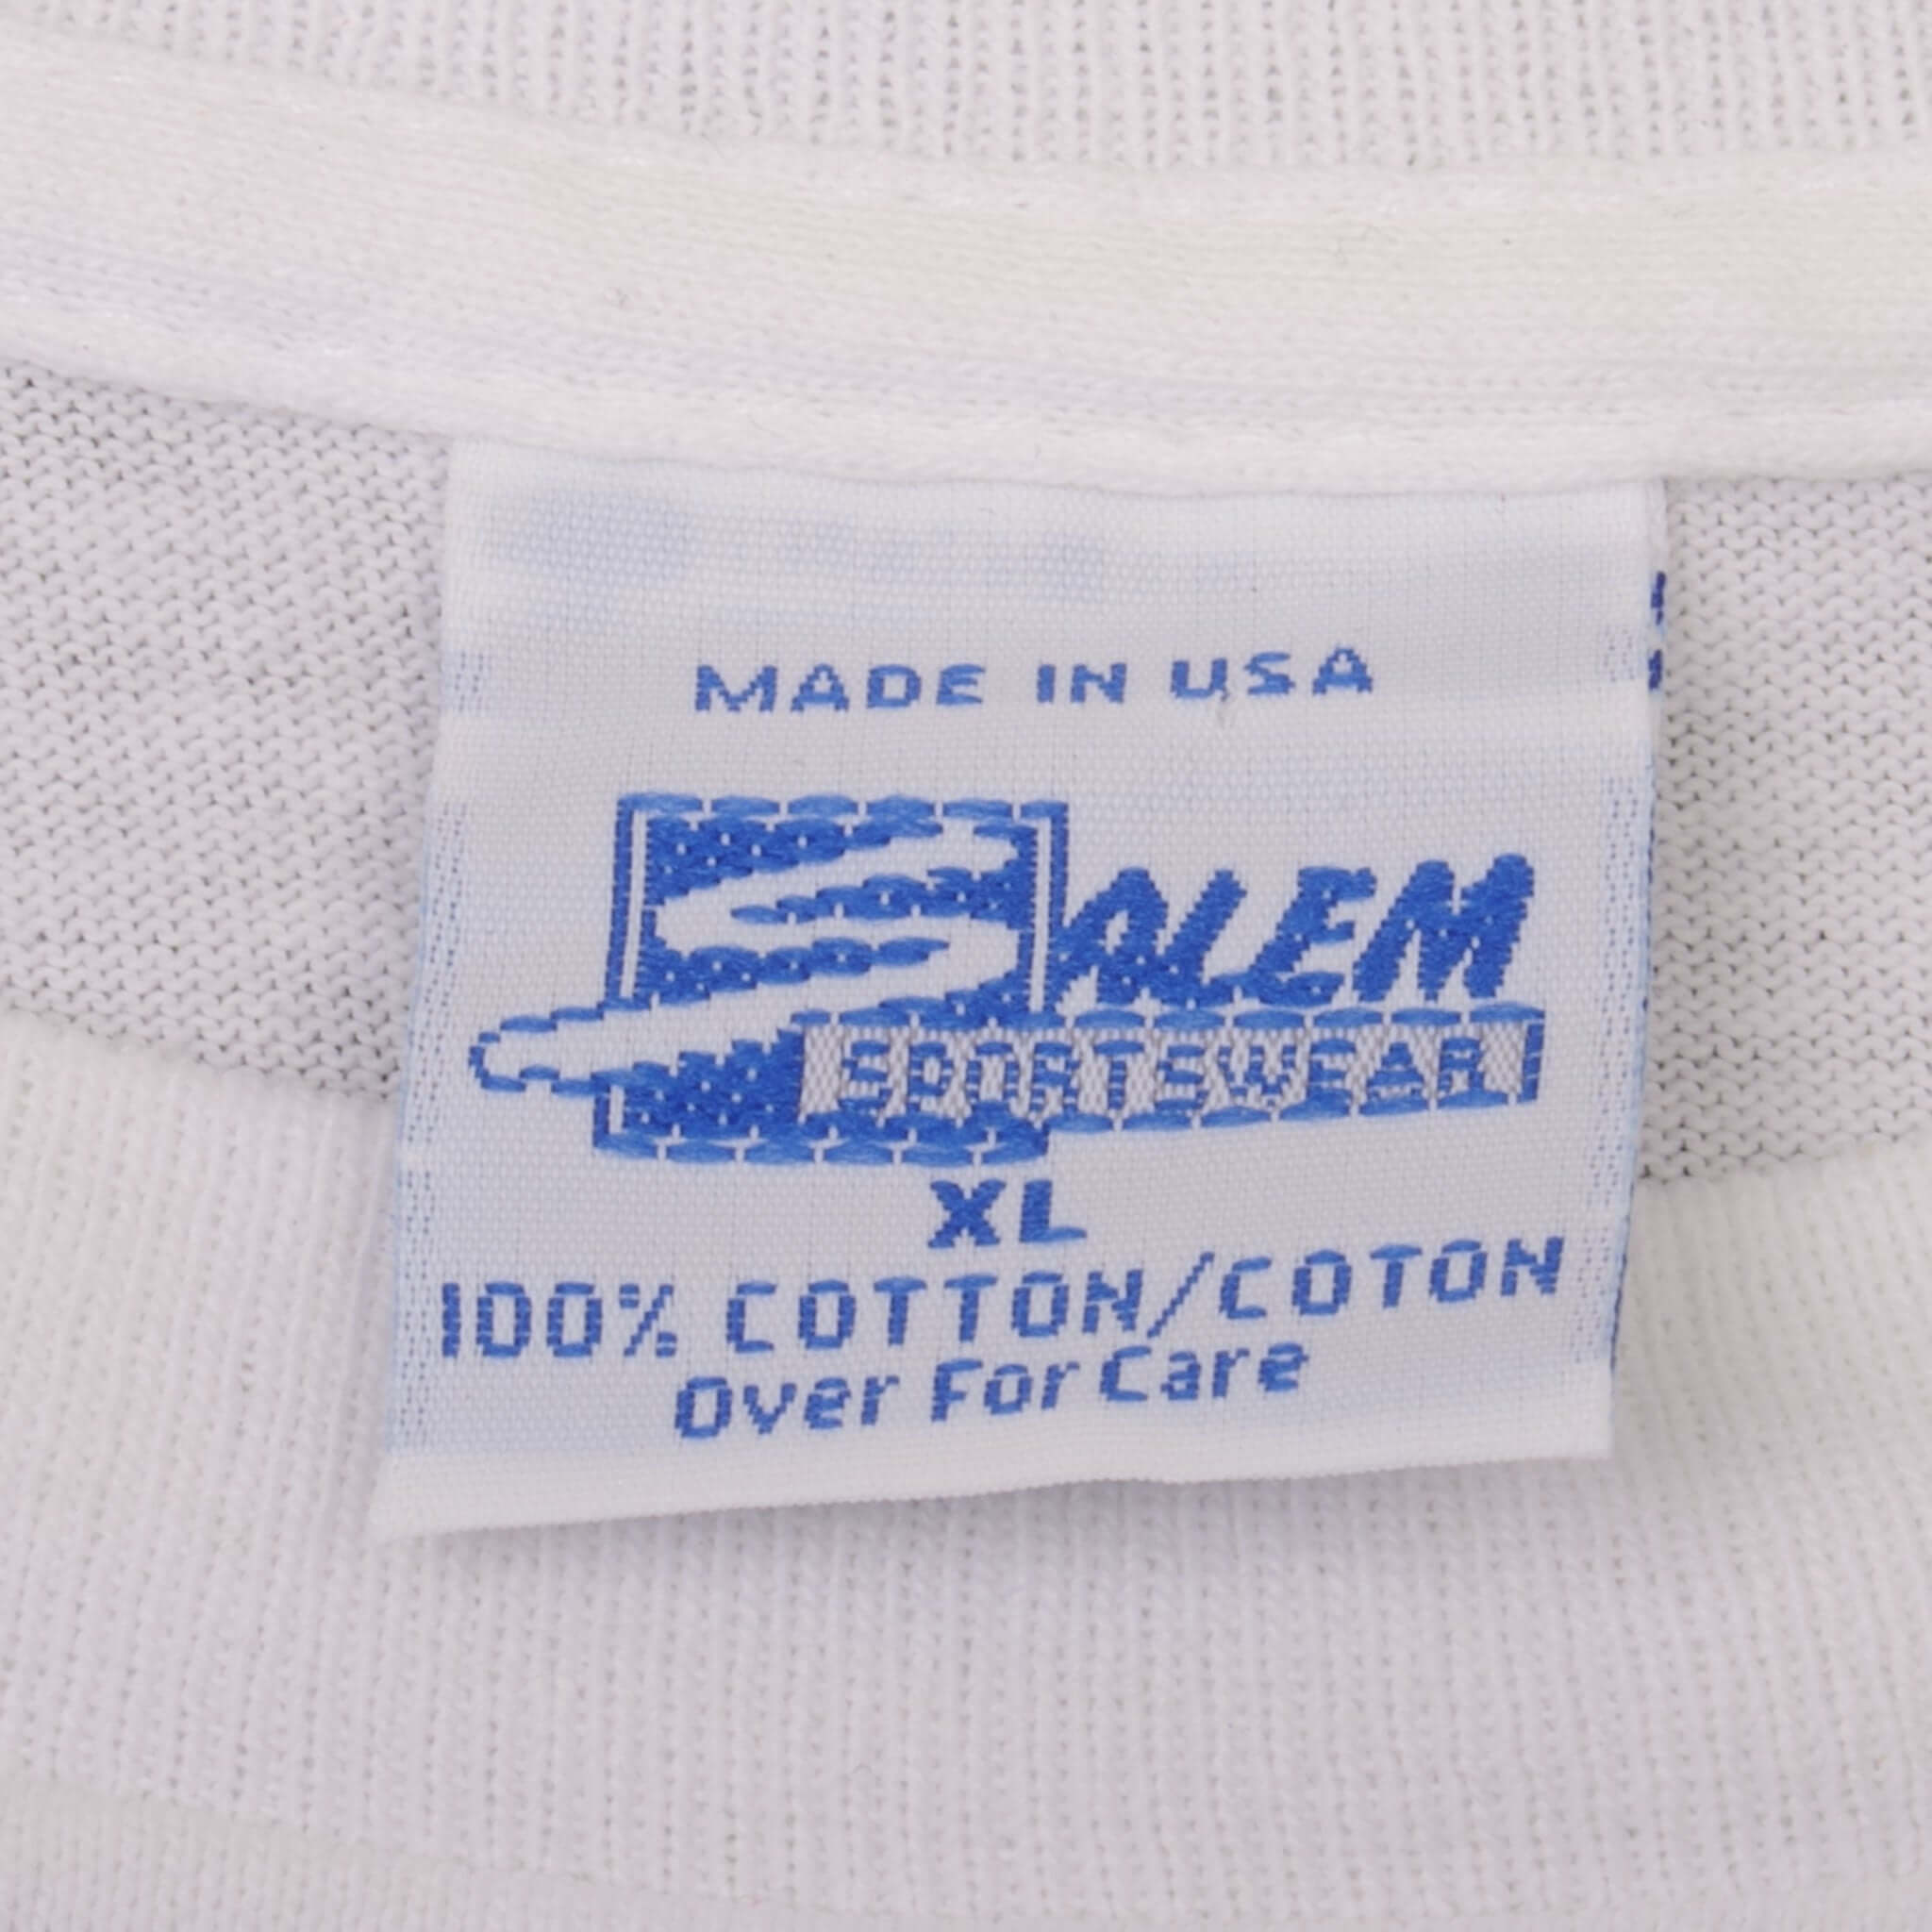 MADE IN USA
SALEM
SPORTSWEAR
XL
100% COTTON/COTON
Over For Care